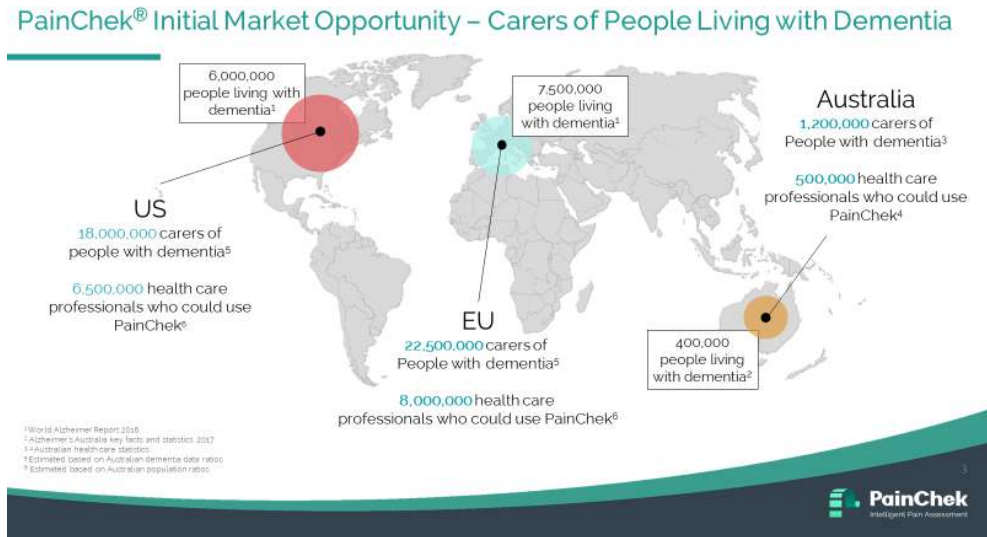 PainChek® Initial Market Opportunity – Carers of People Living with Dementia
6,000,000
people living with
dementia¹
7,500,000
people living
with dementia¹
Australia
1,200,000 carers of
People with dementia³
500,000 health care
professionals who could use
PainChek⁴
US
18,000,000 carers of
people with dementia⁵
6,500,000 health care
professionals who could use
PainChek⁶
EU
22,500,000 carers of
People with dementia⁵
8,000,000 health care
professionals who could use PainChek⁶
400,000
people living
with dementia²
¹ World Alzheimer Report 2016
² Alzheimer's Australia key facts and statistics 2017
³ ⁴ Australian healthcare statistics
⁵ Estimated based on Australian dementia data ratios
⁶ Estimated based on Australian population ratios
3
PainChek
Intelligent Pain Assessment